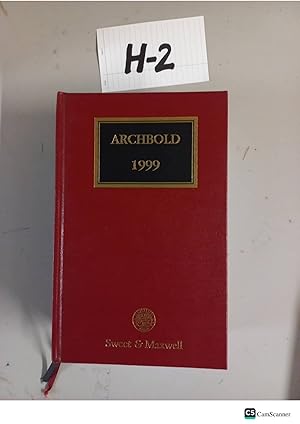 H-2
ARCHBOLD
1999
Sweet & Maxwell
CS CamScanner